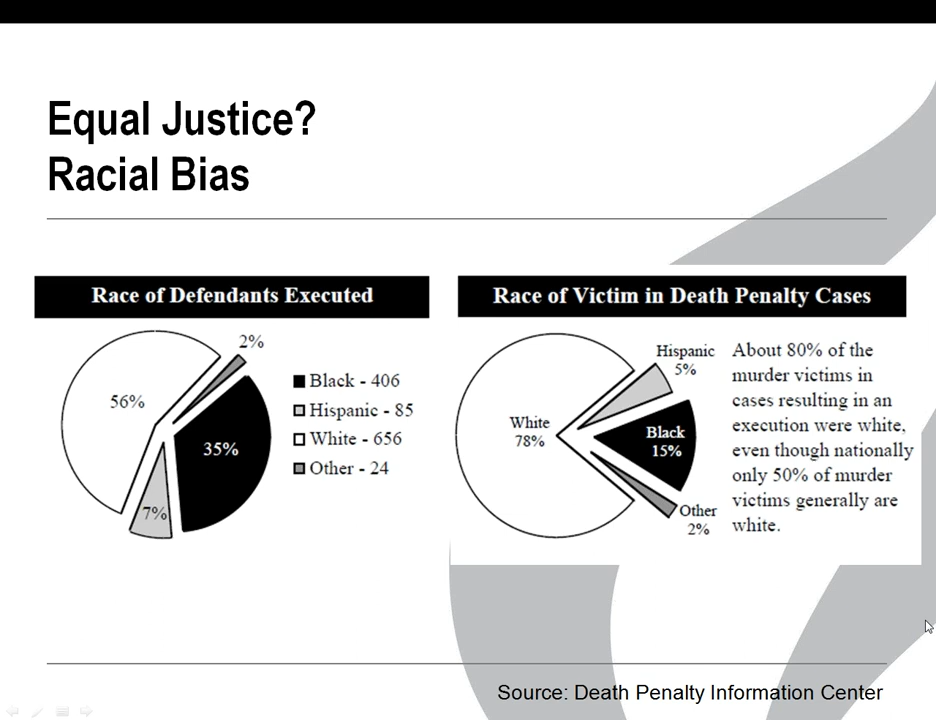 Equal Justice?
Racial Bias
Race of Defendants Executed
2%
56%
35%
7%
Black - 406
Hispanic - 85
White - 656
Other - 24
Race of Victim in Death Penalty Cases
Hispanic
5%
White
78%
Black
15%
Other
2%
About 80% of the
murder victims in
cases resulting in an
execution were white,
even though nationally
only 50% of murder
victims generally are
white.
Source: Death Penalty Information Center